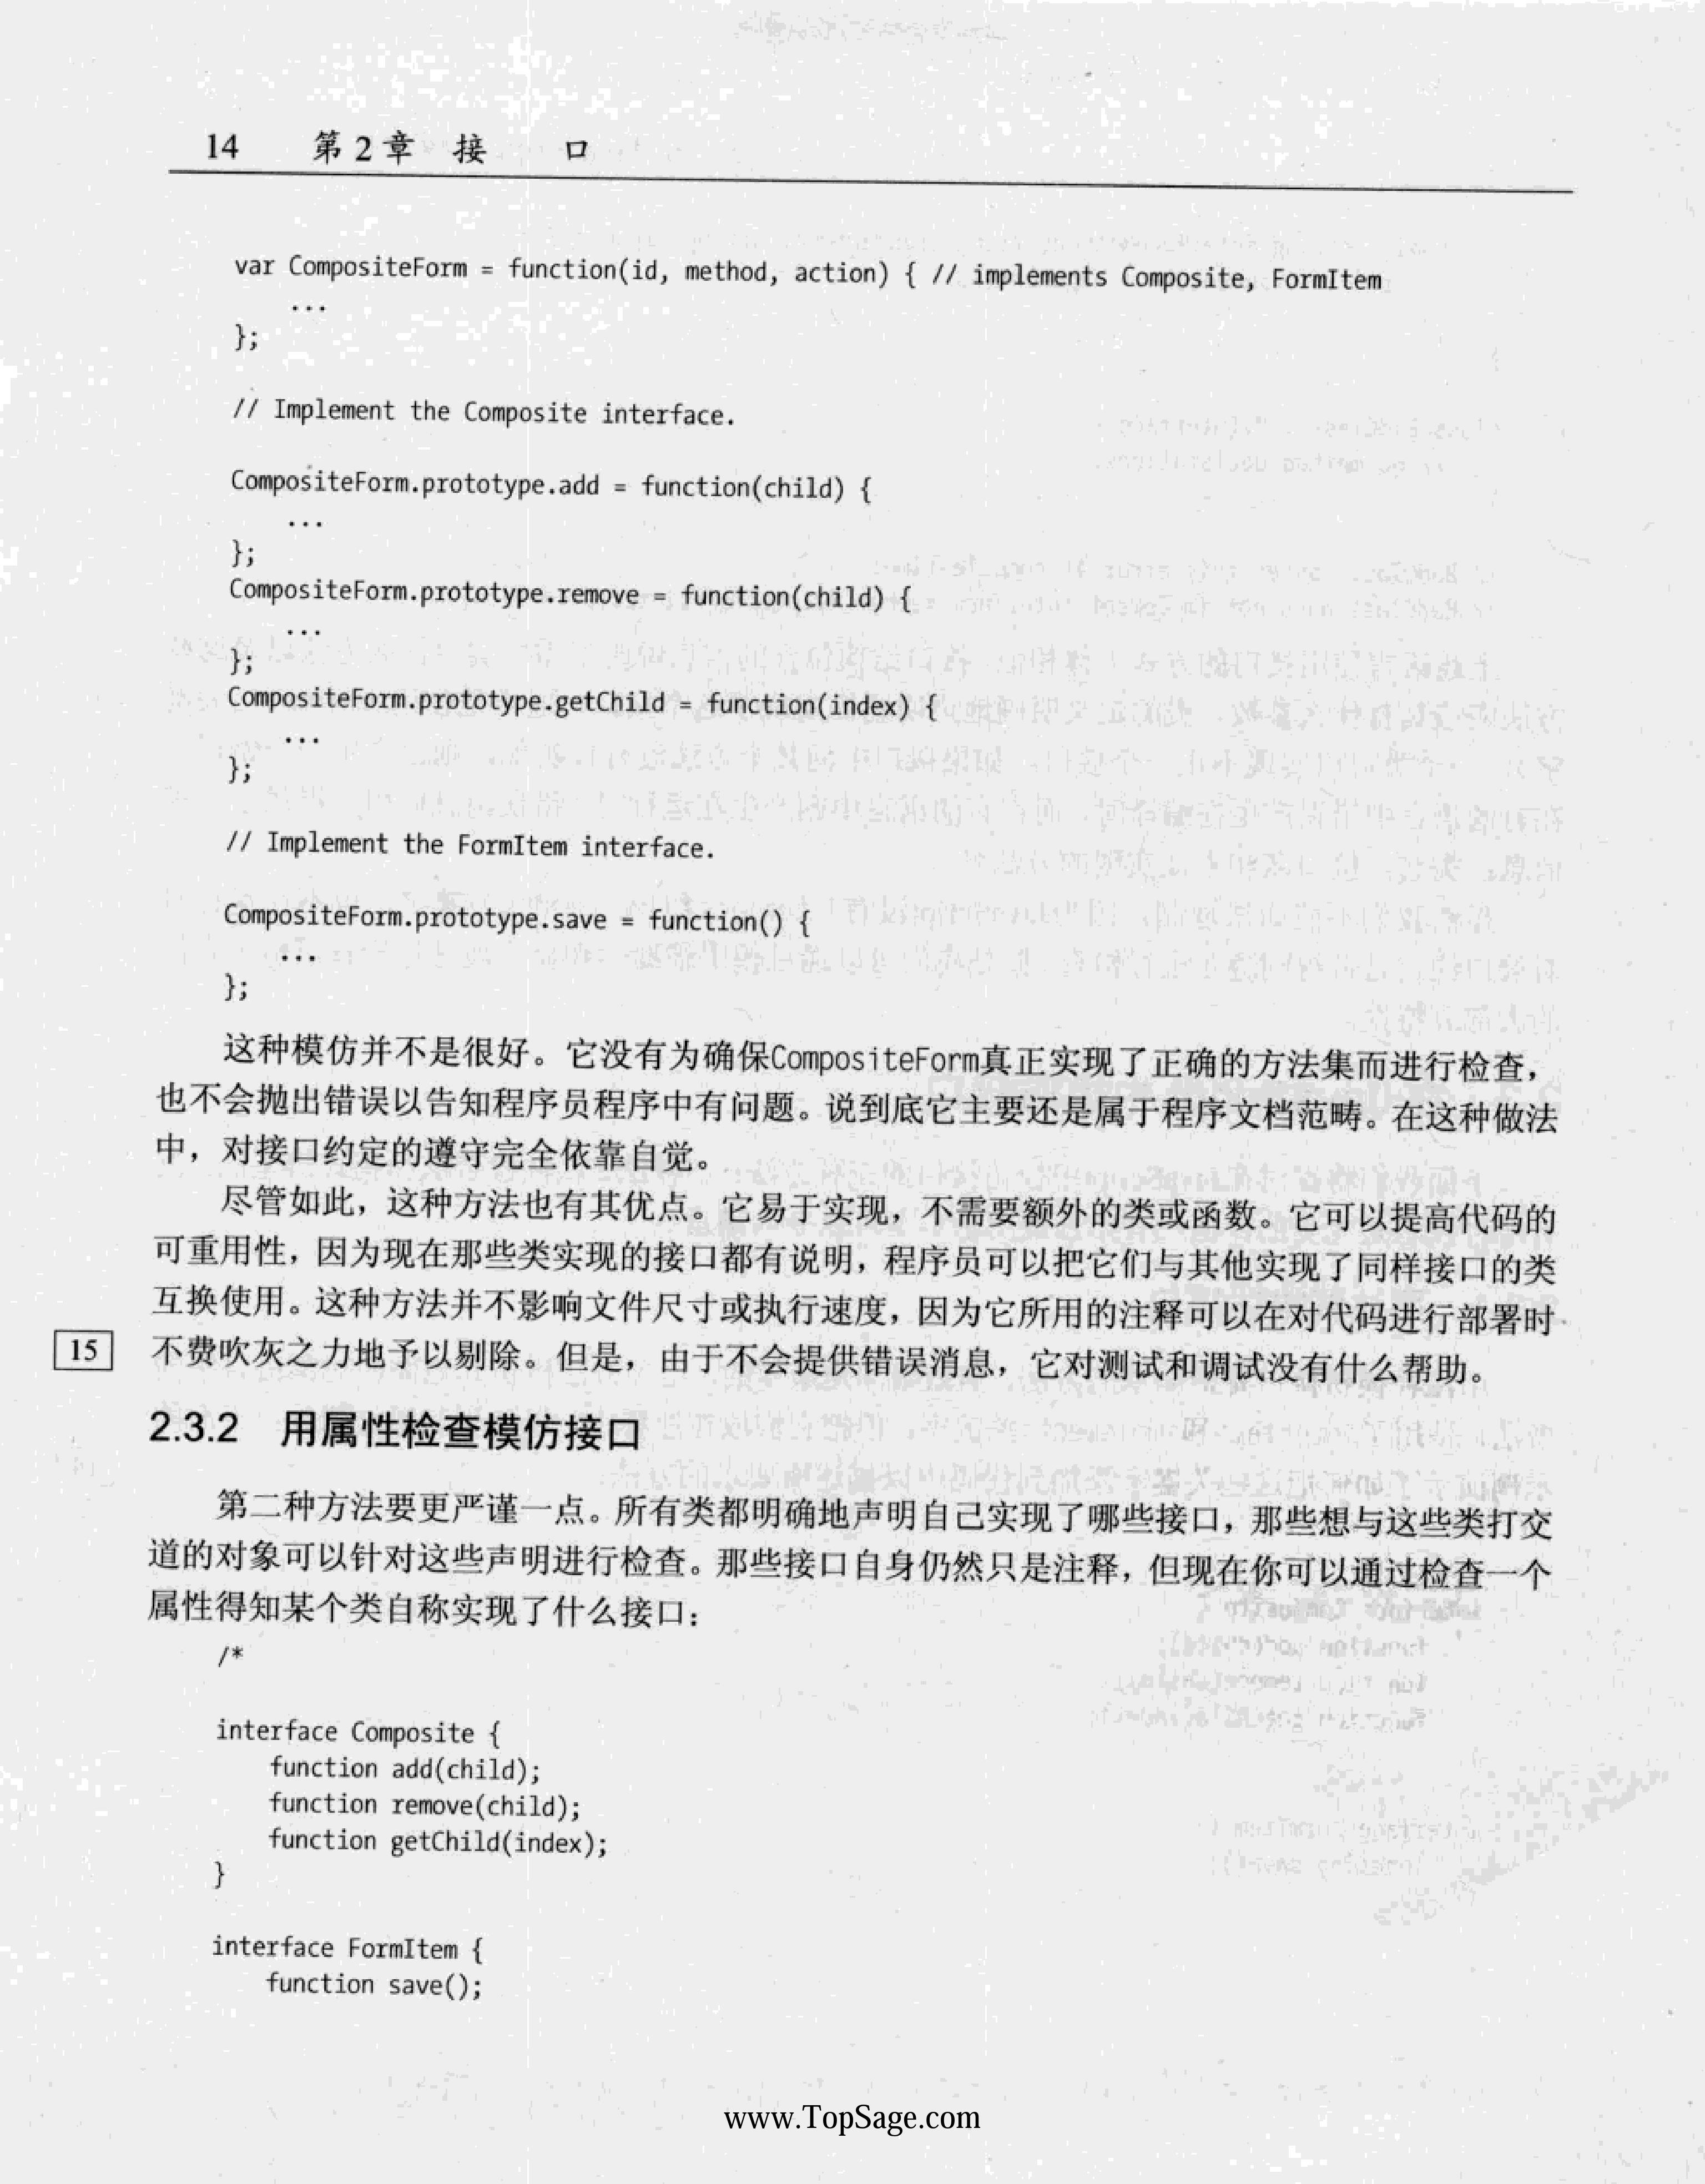 14 第2章 接 口
var CompositeForm = function(id, method, action) { // implements Composite, FormItem
...
};
// Implement the Composite interface.
CompositeForm.prototype.add = function(child) {
...
};
CompositeForm.prototype.remove = function(child) {
...
};
CompositeForm.prototype.getChild = function(index) {
...
};
// Implement the FormItem interface.
CompositeForm.prototype.save = function() {
...
};
这种模仿并不是很好。它没有为确保CompositeForm真正实现了正确的方法集而进行检查，
也不会抛出错误以告知程序员程序中有问题。说到底它主要还是属于程序文档范畴。在这种做法
中，对接口约定的遵守完全依靠自觉。
尽管如此，这种方法也有其优点。它易于实现，不需要额外的类或函数。它可以提高代码的
可重用性，因为现在那些类实现的接口都有说明，程序员可以把它们与其他实现了同样接口的类
互换使用。这种方法并不影响文件尺寸或执行速度，因为它所用的注释可以在对代码进行部署时
15 不费吹灰之力地予以剔除。但是，由于不会提供错误消息，它对测试和调试没有什么帮助。
2.3.2 用属性检查模仿接口
第二种方法要更严谨一点。所有类都明确地声明自己实现了哪些接口，那些想与这些类打交
道的对象可以针对这些声明进行检查。那些接口自身仍然只是注释，但现在你可以通过检查一个
属性得知某个类自称实现了什么接口：
/*
interface Composite {
function add(child);
function remove(child);
function getChild(index);
}
interface FormItem {
function save();
www.TopSage.com